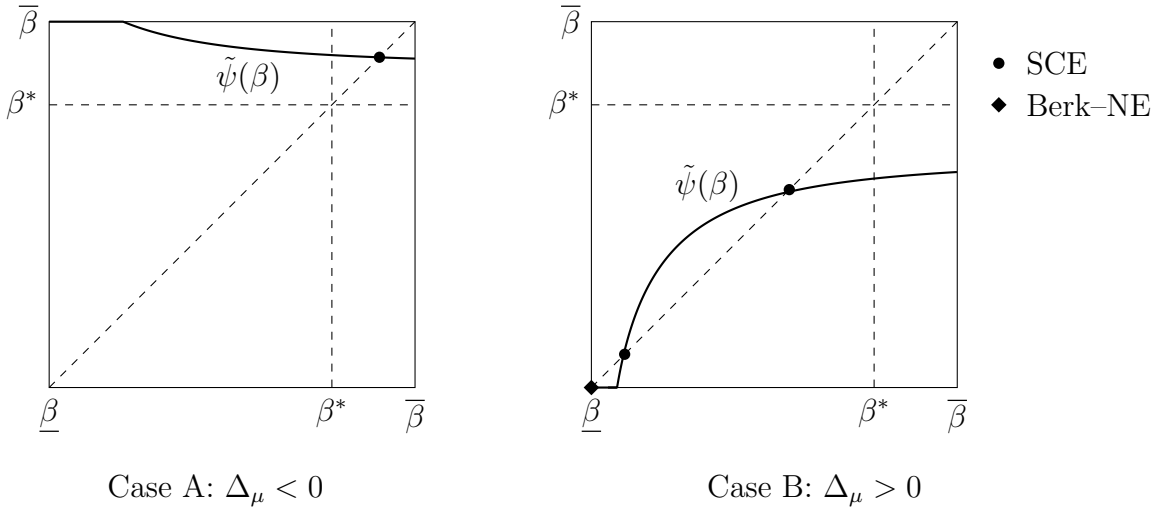 β̅
β*
ψ̃(β)
β̲
β*
β̅
Case A: Δ_μ < 0
β̅
β*
ψ̃(β)
β̲
β*
β̅
Case B: Δ_μ > 0
SCE
Berk–NE